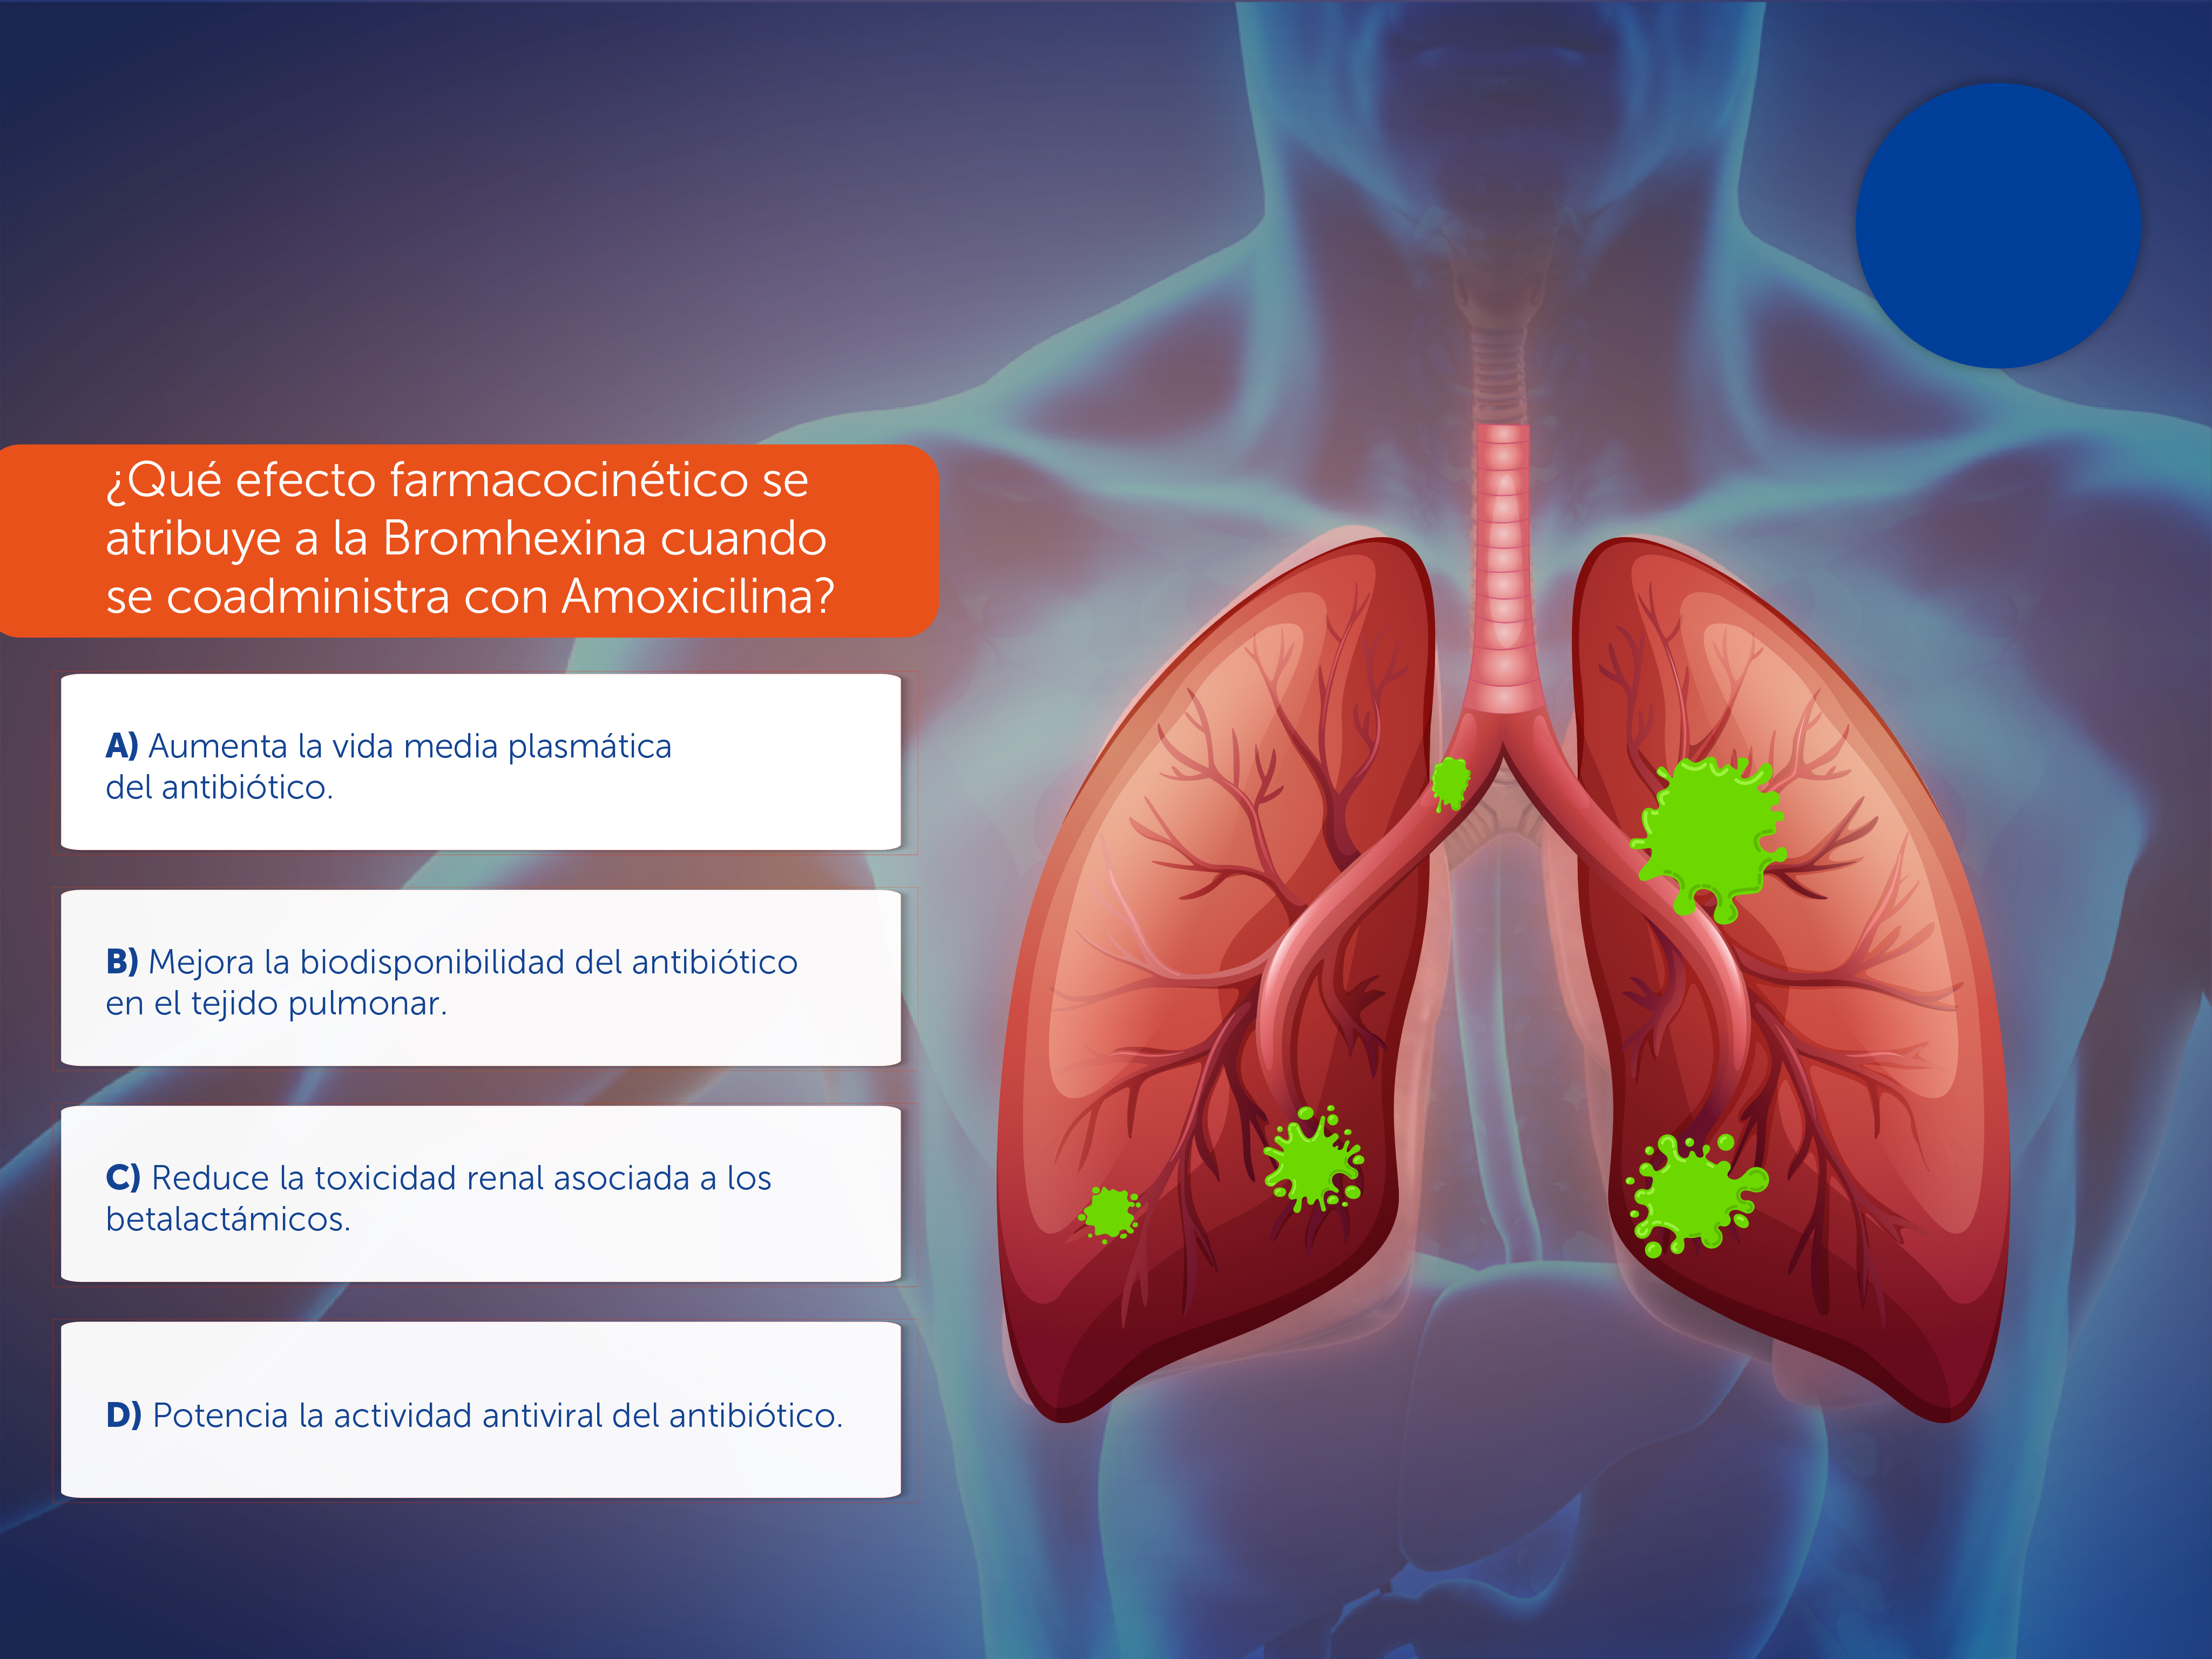 ¿Qué efecto farmacocinético se
atribuye a la Bromhexina cuando
se coadministra con Amoxicilina?
A) Aumenta la vida media plasmática
del antibiótico.
B) Mejora la biodisponibilidad del antibiótico
en el tejido pulmonar.
C) Reduce la toxicidad renal asociada a los
betalactámicos.
D) Potencia la actividad antiviral del antibiótico.